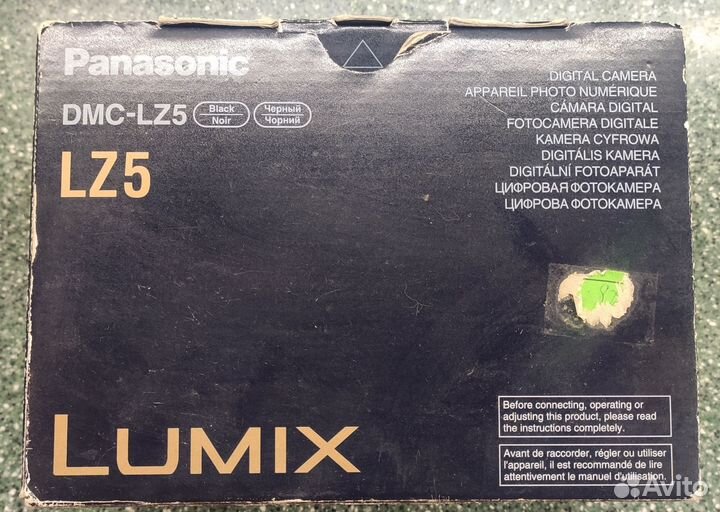 Panasonic
DMC-LZ5
Black
Noir
Черный
Чорний
LZ5
DIGITAL CAMERA
APPAREIL PHOTO NUMÉRIQUE
CÁMARA DIGITAL
FOTOCAMERA DIGITALE
KAMERA CYFROWA
DIGITÁLIS KAMERA
DIGITÁLNÍ FOTOAPARÁT
ЦИФРОВАЯ ФОТОКАМЕРА
ЦИФРОВА ФОТОКАМЕРА
LUMIX
Before connecting, operating or
adjusting this product, please read
the instructions completely.
Avant de raccorder, régler ou utiliser
l'appareil, il est recommandé de lire
attentivement le manuel d'utilisation.
Avito